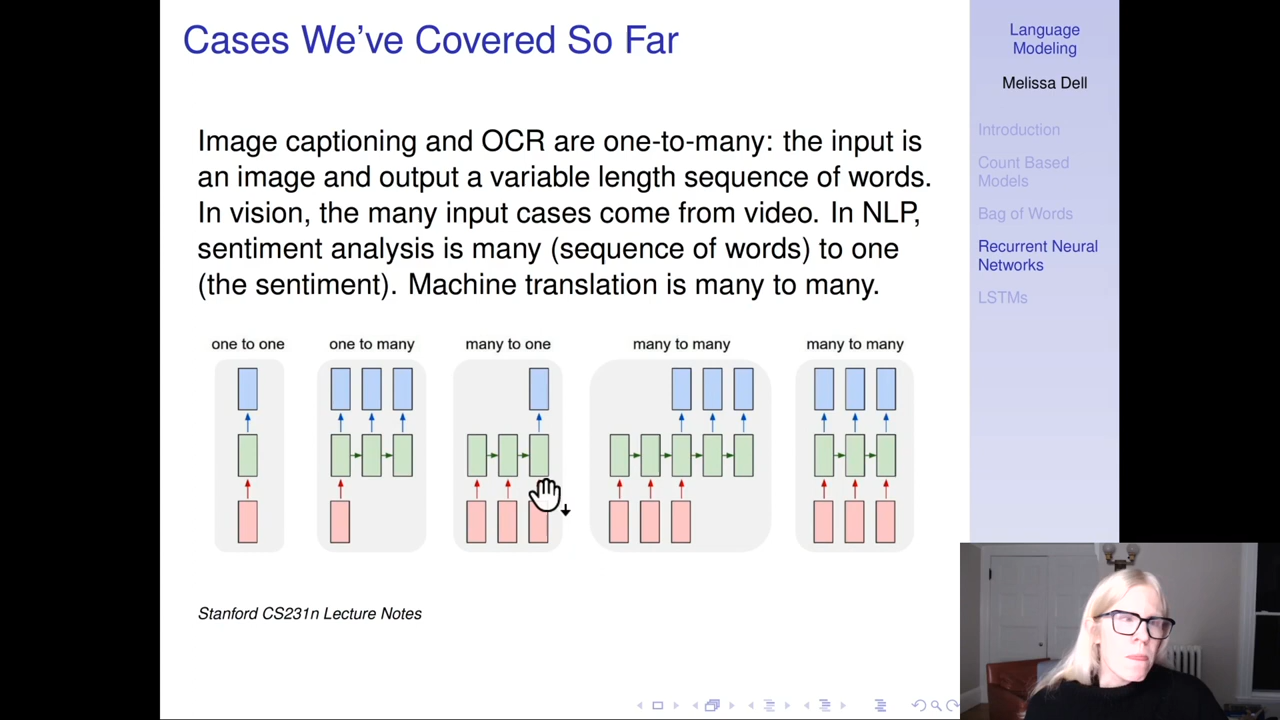 Cases We've Covered So Far
Image captioning and OCR are one-to-many: the input is
an image and output a variable length sequence of words.
In vision, the many input cases come from video. In NLP,
sentiment analysis is many (sequence of words) to one
(the sentiment). Machine translation is many to many.
one to one
one to many
many to one
many to many
many to many
Stanford CS231n Lecture Notes
Language
Modeling
Melissa Dell
Introduction
Count Based
Models
Bag of Words
Recurrent Neural
Networks
LSTMs